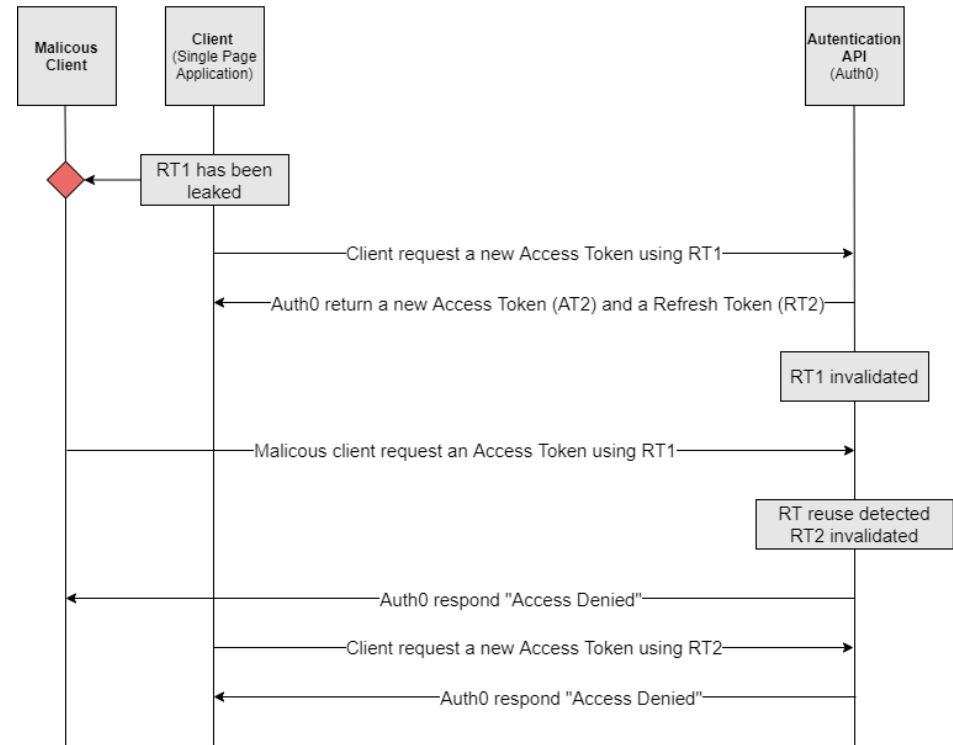 Malicous
Client
Client
(Single Page
Application)
Autentication
API
(Auth0)
RT1 has been
leaked
Client request a new Access Token using RT1
Auth0 return a new Access Token (AT2) and a Refresh Token (RT2)
RT1 invalidated
Malicous client request an Access Token using RT1
RT reuse detected
RT2 invalidated
Auth0 respond "Access Denied"
Client request a new Access Token using RT2
Auth0 respond "Access Denied"